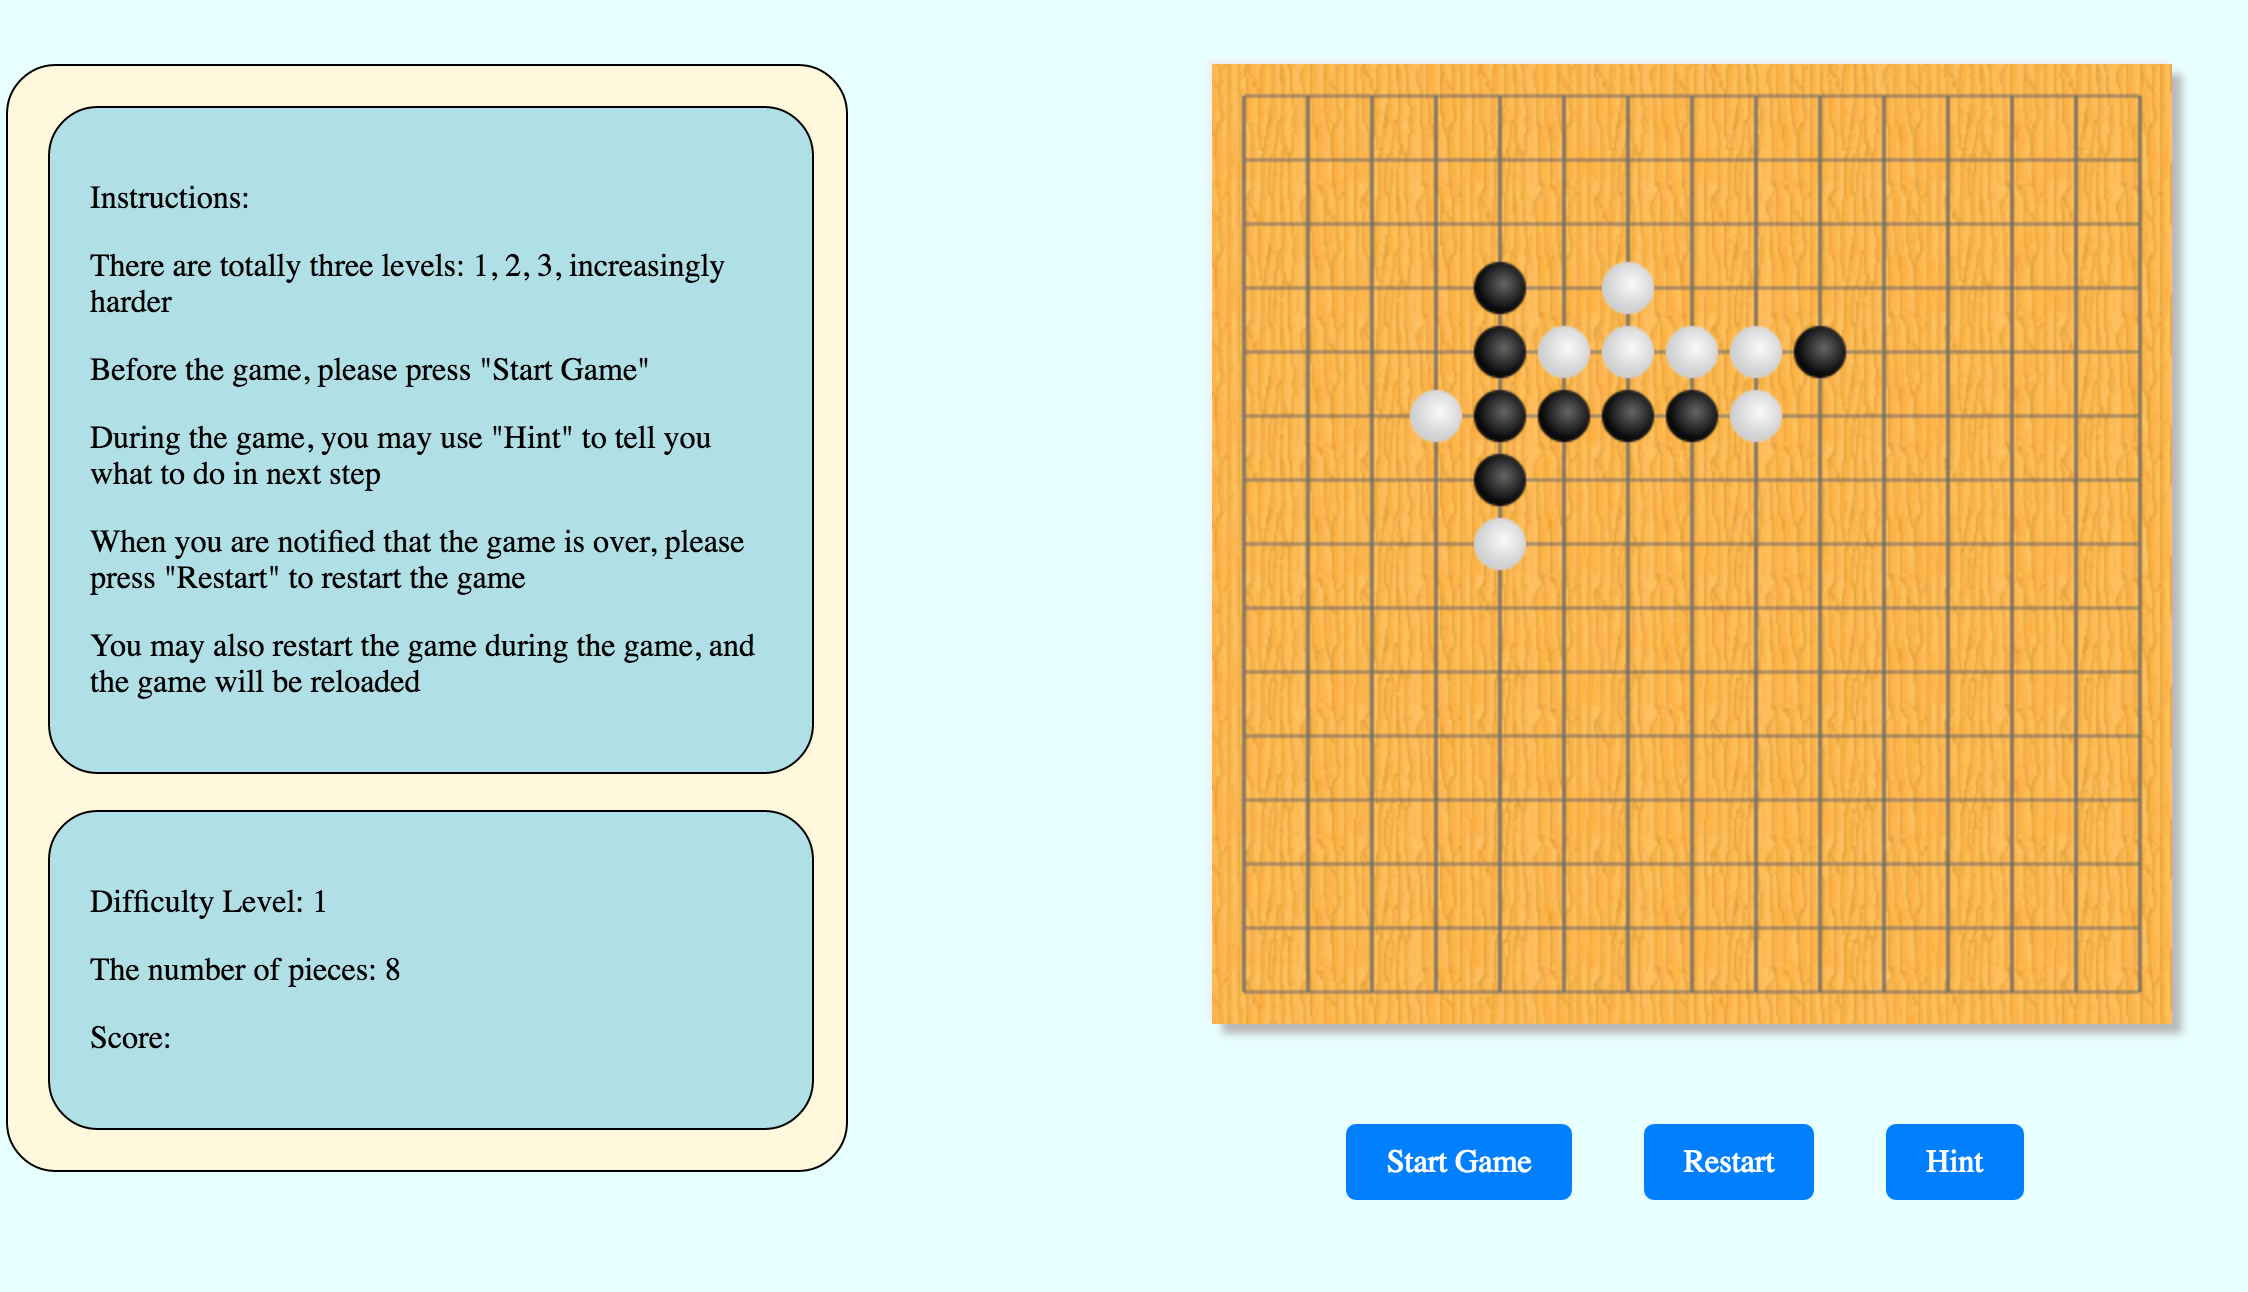 Instructions:
There are totally three levels: 1, 2, 3, increasingly
harder
Before the game, please press "Start Game"
During the game, you may use "Hint" to tell you
what to do in next step
When you are notified that the game is over, please
press "Restart" to restart the game
You may also restart the game during the game, and
the game will be reloaded
Difficulty Level: 1
The number of pieces: 8
Score:
Start Game
Restart
Hint